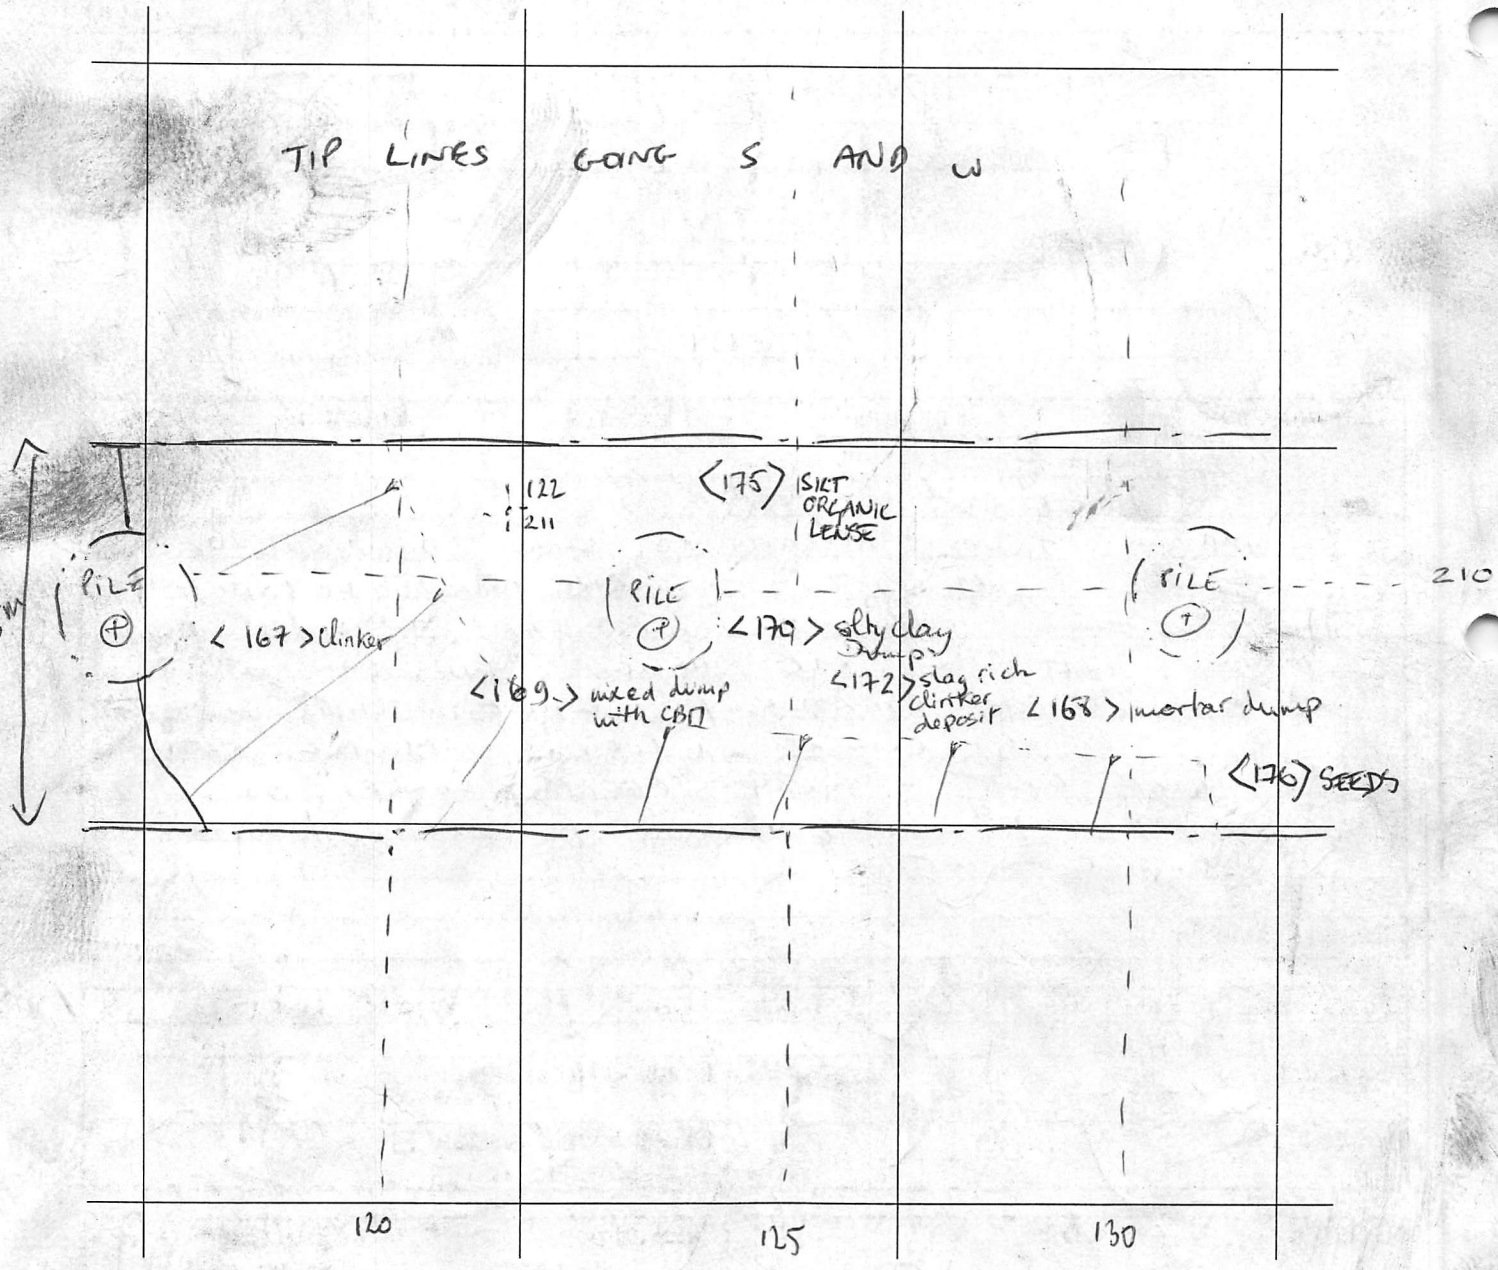 TIP LINES GOING S AND W
<175> SILT
ORGANIC
LENSE
122
211
PILE
PILE
PILE
210
m
<167> Clinker
<170> silty clay
Dump
<169> mixed dump
with CBM
<172> slag rich
clinker
deposit
<168> mortar dump
<176> SEEDS
120
125
130